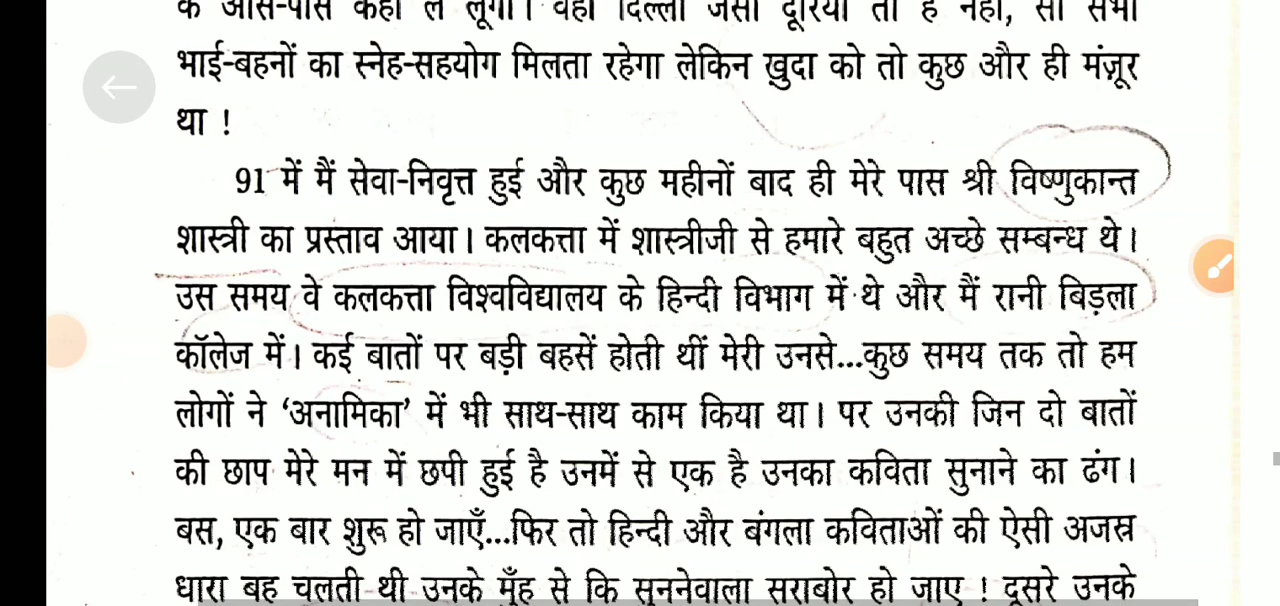 के आस-पास कहीं ले लूँगी। वहाँ दिल्ली जैसी दूरियाँ तो हैं नहीं, सो सभी
भाई-बहनों का स्नेह-सहयोग मिलता रहेगा लेकिन ख़ुदा को तो कुछ और ही मंज़ूर
था !
91 में मैं सेवा-निवृत्त हुई और कुछ महीनों बाद ही मेरे पास श्री विष्णुकान्त
शास्त्री का प्रस्ताव आया। कलकत्ता में शास्त्रीजी से हमारे बहुत अच्छे सम्बन्ध थे।
उस समय वे कलकत्ता विश्वविद्यालय के हिन्दी विभाग में थे और मैं रानी बिड़ला
कॉलेज में। कई बातों पर बड़ी बहसें होती थीं मेरी उनसे...कुछ समय तक तो हम
लोगों ने ‘अनामिका’ में भी साथ-साथ काम किया था। पर उनकी जिन दो बातों
की छाप मेरे मन में छपी हुई है उनमें से एक है उनका कविता सुनाने का ढंग।
बस, एक बार शुरू हो जाएँ...फिर तो हिन्दी और बंगला कविताओं की ऐसी अजस्र
धारा बह चलती थी उनके मुँह से कि सुननेवाला सराबोर हो जाए ! दूसरे उनके